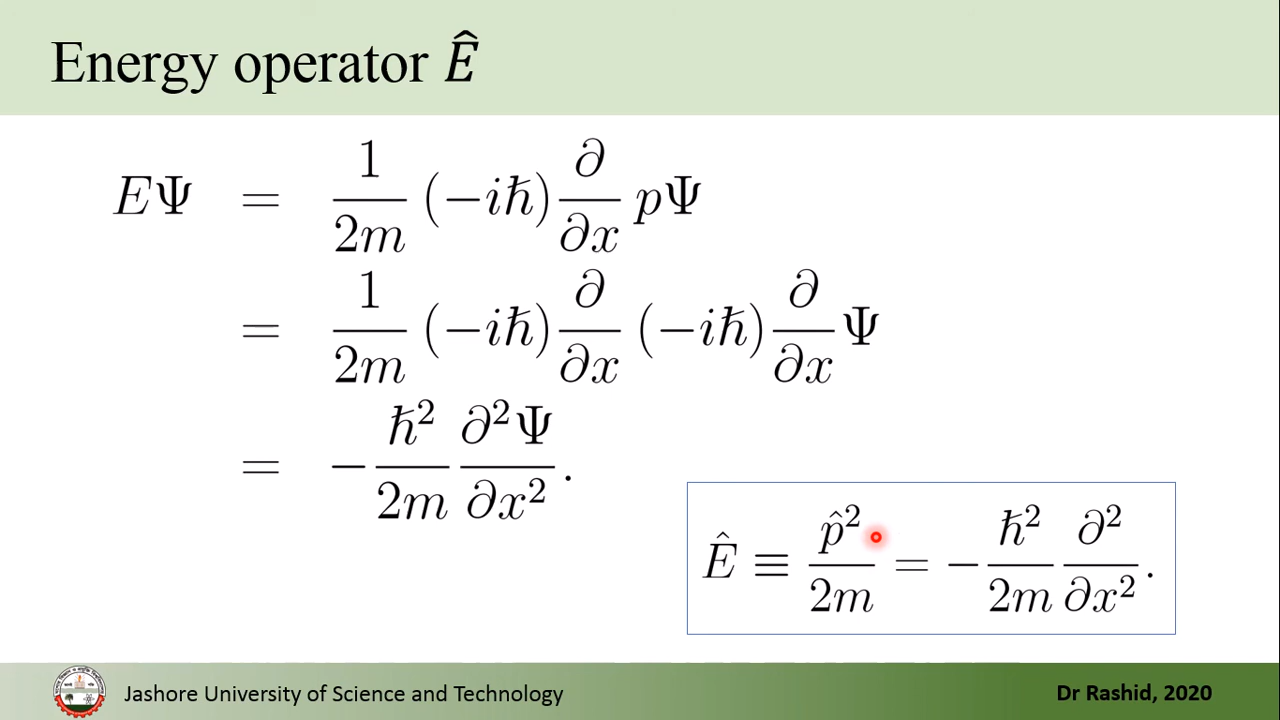 Energy operator Ê
EΨ = 1/2m (−iħ) ∂/∂x pΨ
= 1/2m (−iħ) ∂/∂x (−iħ) ∂/∂x Ψ
= − ħ²/2m ∂²Ψ/∂x² .
Ê ≡ p̂²/2m = − ħ²/2m ∂²/∂x² .
Jashore University of Science and Technology
Dr Rashid, 2020